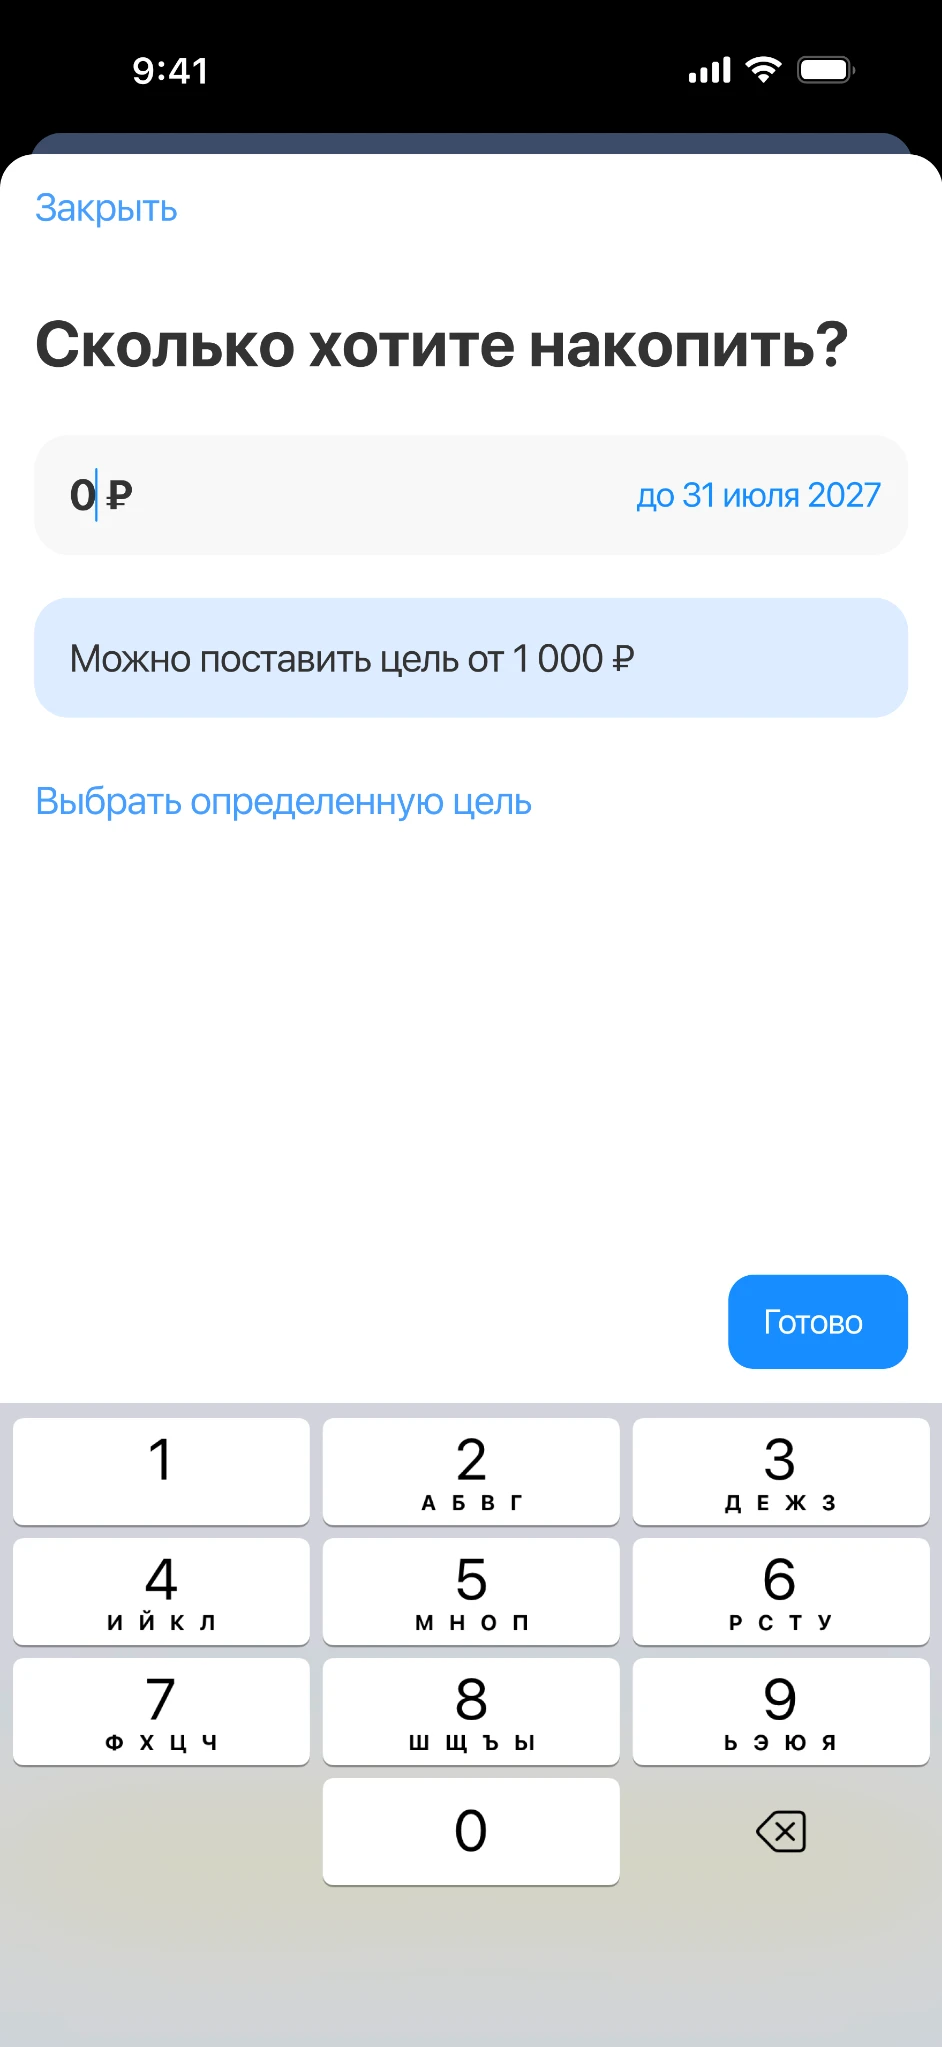 9:41
Закрыть
Сколько хотите накопить?
0 ₽
до 31 июля 2027
Можно поставить цель от 1 000 ₽
Выбрать определенную цель
Готово
1
2
3
А Б В Г
Д Е Ж З
4
5
6
И Й К Л
М Н О П
Р С Т У
7
8
9
Ф Х Ц Ч
Ш Щ Ъ Ы
Ь Э Ю Я
0